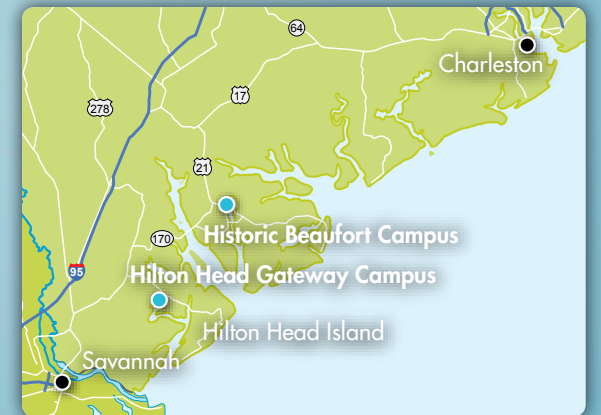 64
Charleston
17
278
21
Historic Beaufort Campus
170
95
Hilton Head Gateway Campus
Hilton Head Island
Savannah